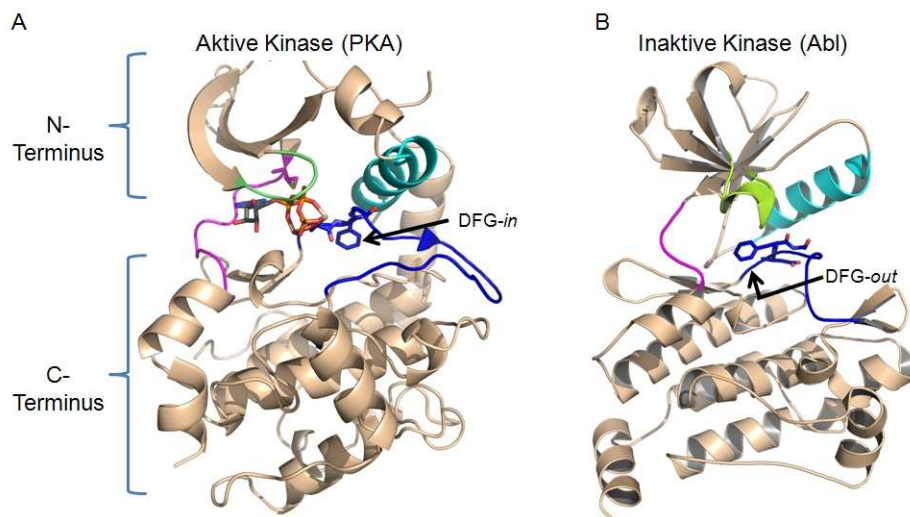 A
Aktive Kinase (PKA)
B
Inaktive Kinase (Abl)
N-
Terminus
DFG-in
DFG-out
C-
Terminus